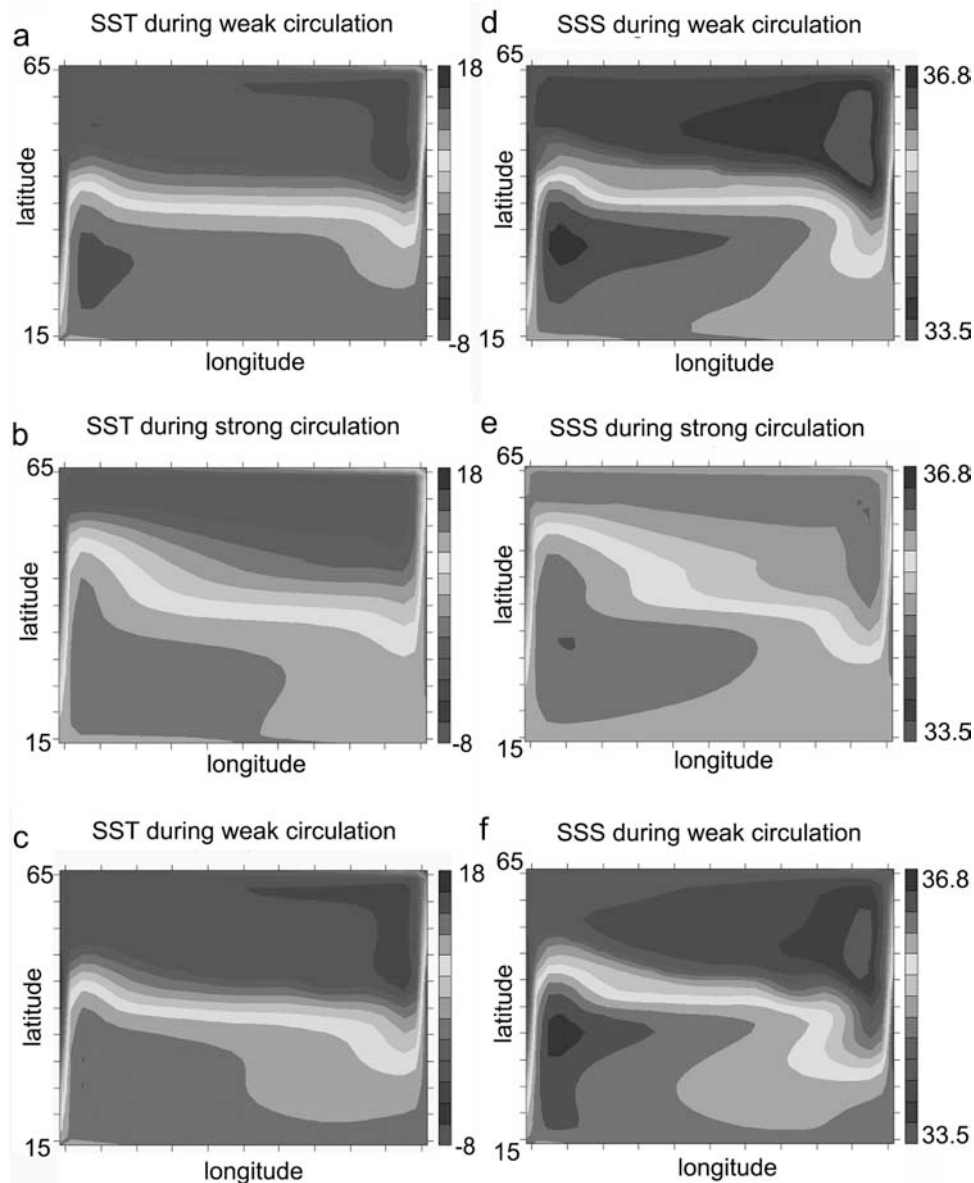 a
SST during weak circulation
65
18
latitude
15
-8
longitude
d
SSS during weak circulation
65
36.8
latitude
15
33.5
longitude
b
SST during strong circulation
65
18
latitude
15
-8
longitude
e
SSS during strong circulation
65
36.8
latitude
15
33.5
longitude
c
SST during weak circulation
65
18
latitude
15
-8
longitude
f
SSS during weak circulation
65
36.8
latitude
15
33.5
longitude